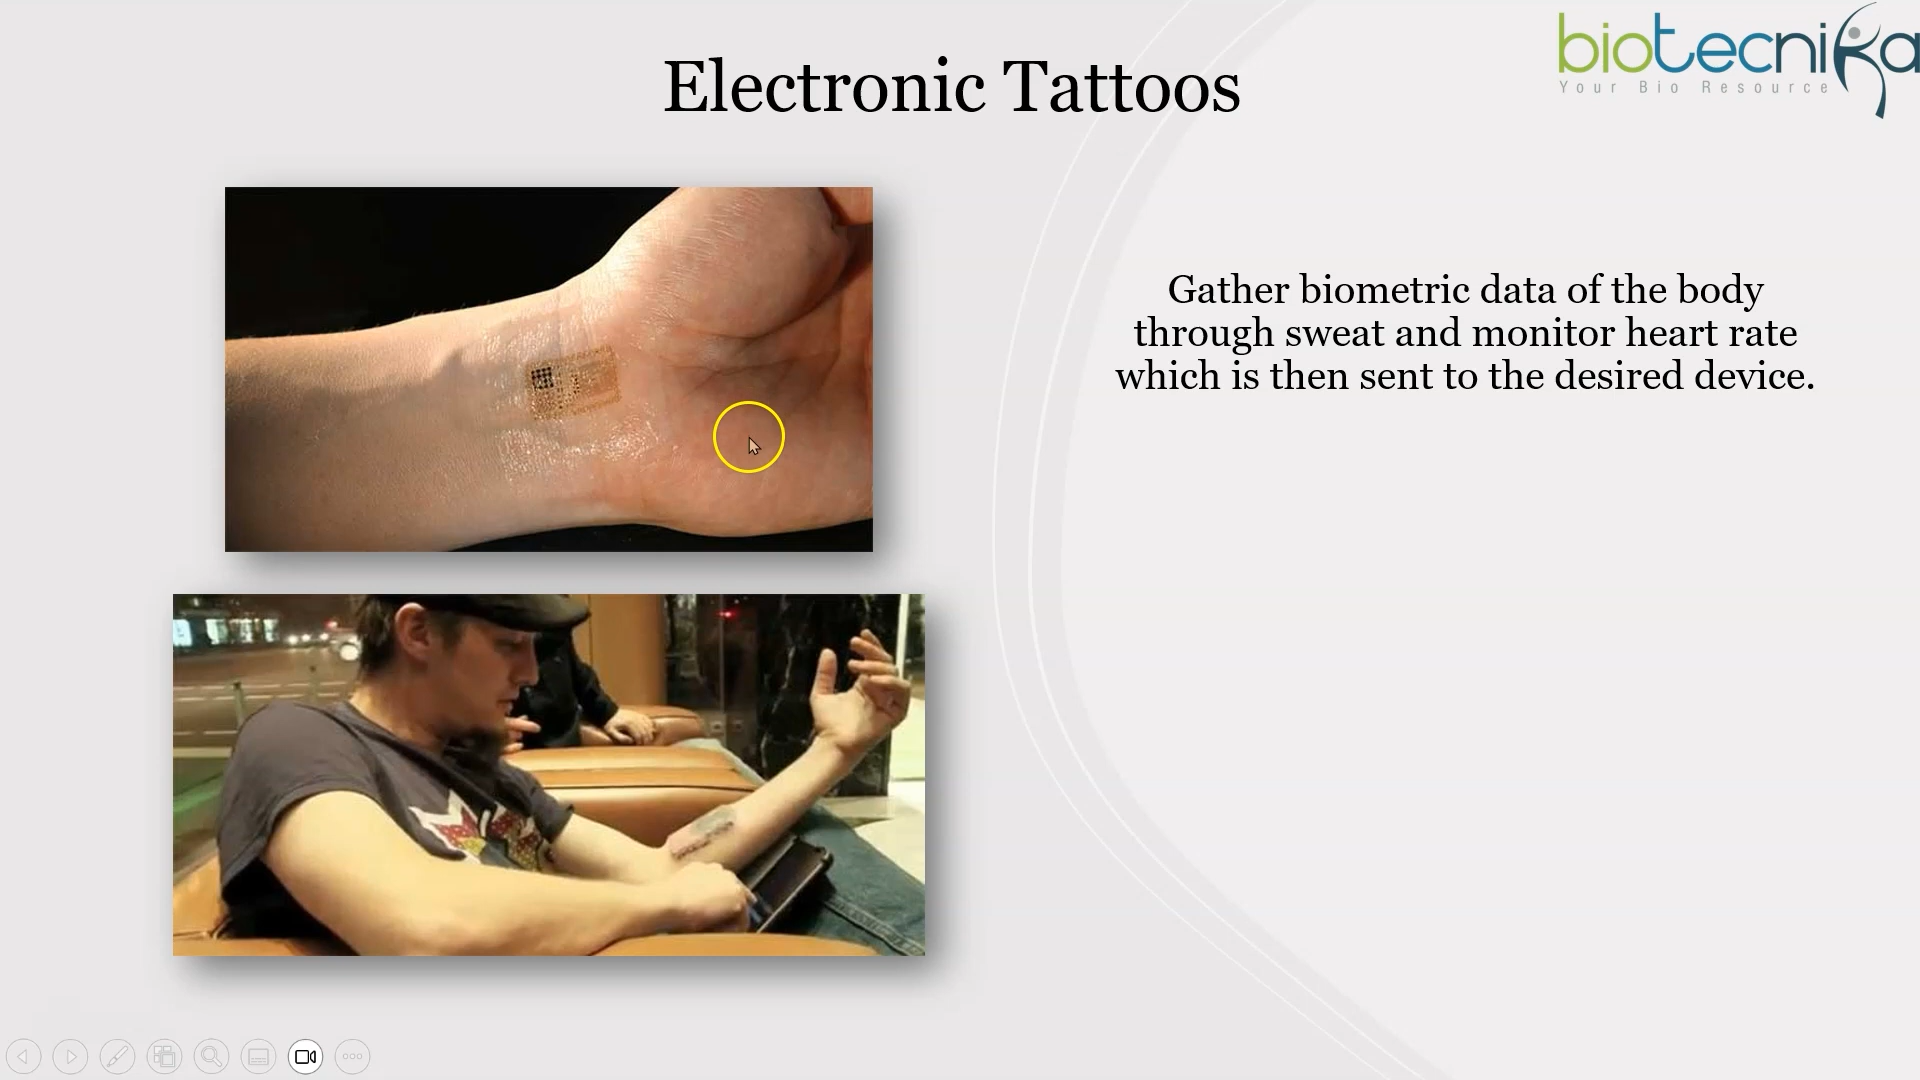 biotecnika
Your Bio Resource
Electronic Tattoos
Gather biometric data of the body
through sweat and monitor heart rate
which is then sent to the desired device.